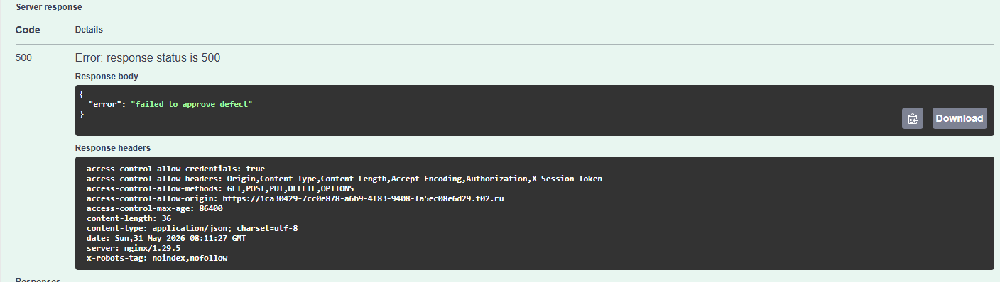 Server response
Code Details
500 Error: response status is 500
Response body
{
  "error": "failed to approve defect"
}
Download
Response headers
access-control-allow-credentials: true
access-control-allow-headers: Origin,Content-Type,Content-Length,Accept-Encoding,Authorization,X-Session-Token
access-control-allow-methods: GET,POST,PUT,DELETE,OPTIONS
access-control-allow-origin: https://1ca30429-7cc0e878-a6b9-4f83-9408-fa5ec08e6d29.t02.ru
access-control-max-age: 86400
content-length: 36
content-type: application/json; charset=utf-8
date: Sun,31 May 2026 08:11:27 GMT
server: nginx/1.29.5
x-robots-tag: noindex,nofollow
Responses